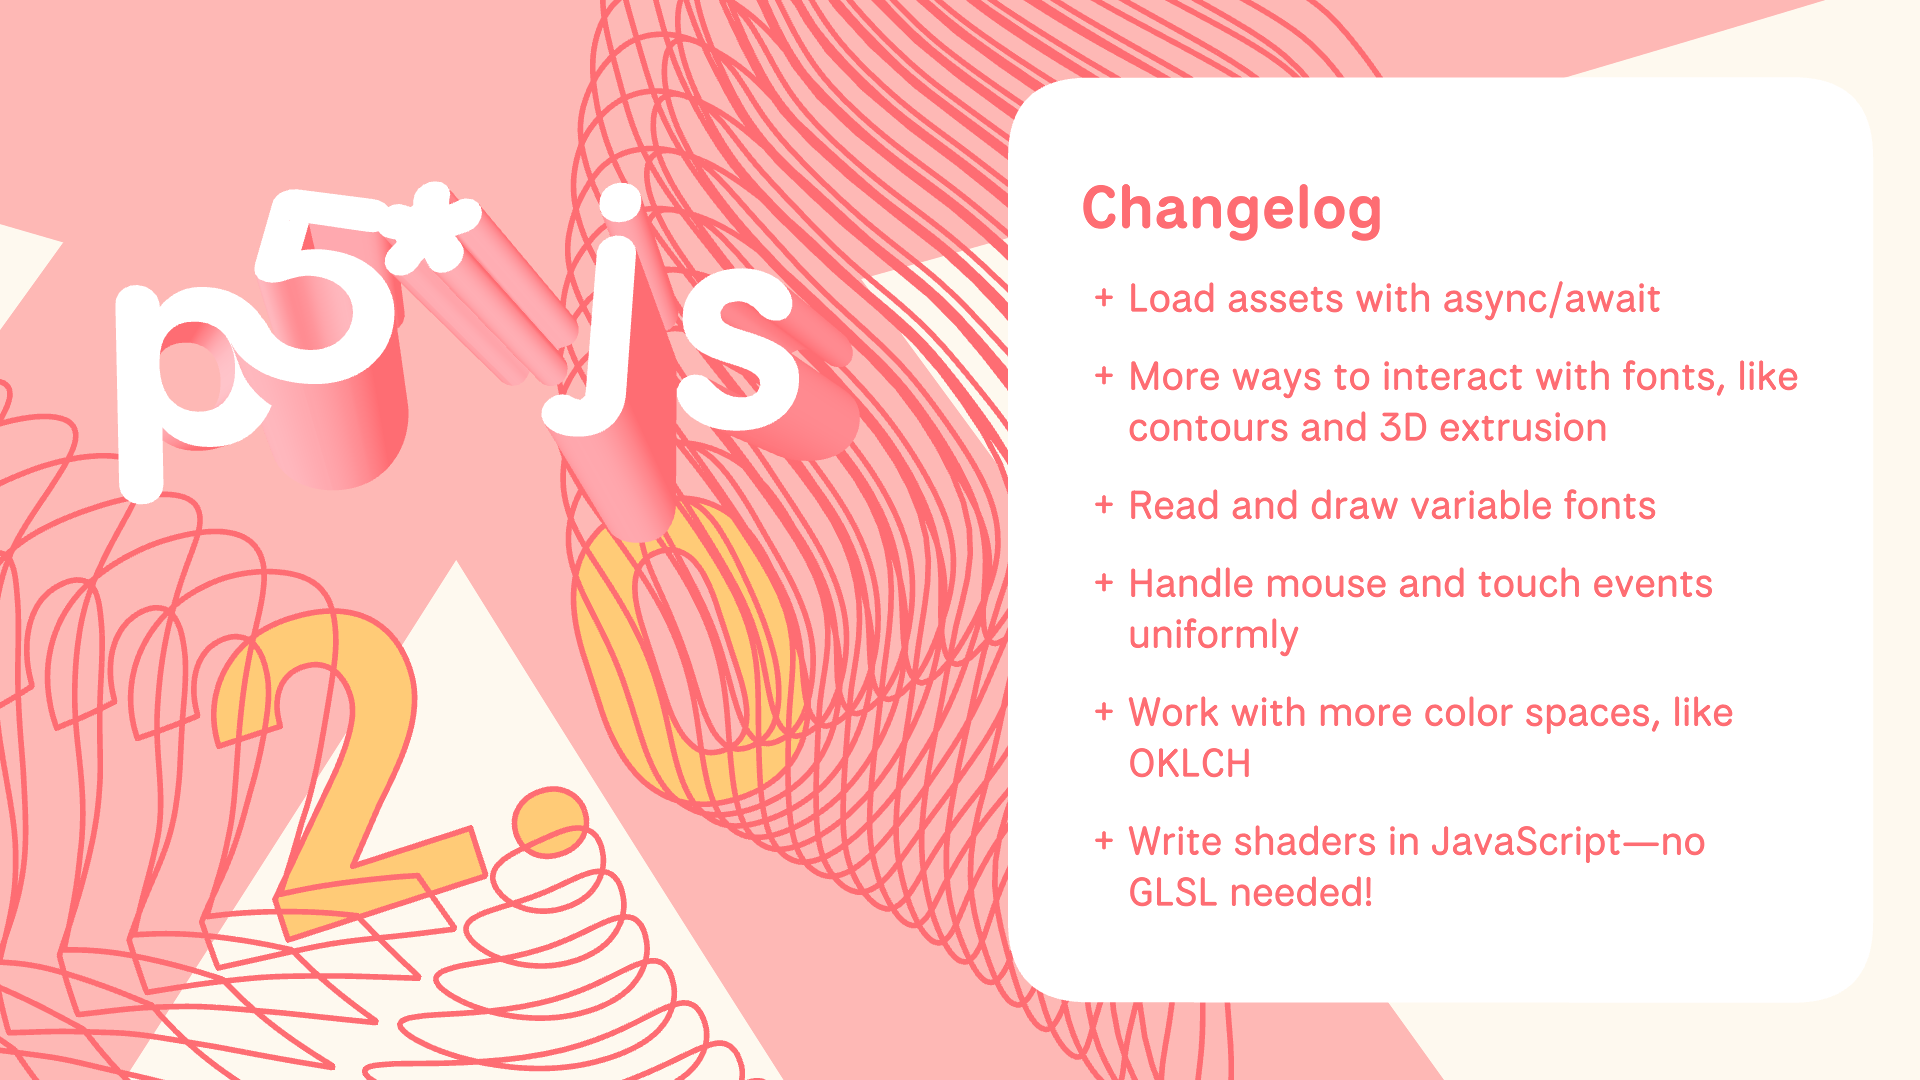 p5*js
2.0
Changelog
+ Load assets with async/await
+ More ways to interact with fonts, like
contours and 3D extrusion
+ Read and draw variable fonts
+ Handle mouse and touch events
uniformly
+ Work with more color spaces, like
OKLCH
+ Write shaders in JavaScript—no
GLSL needed!